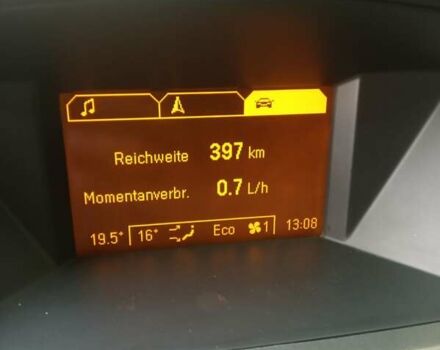 Reichweite 397 km
Momentanverbr. 0.7 L/h
19.5° 16° Eco 1 13:08